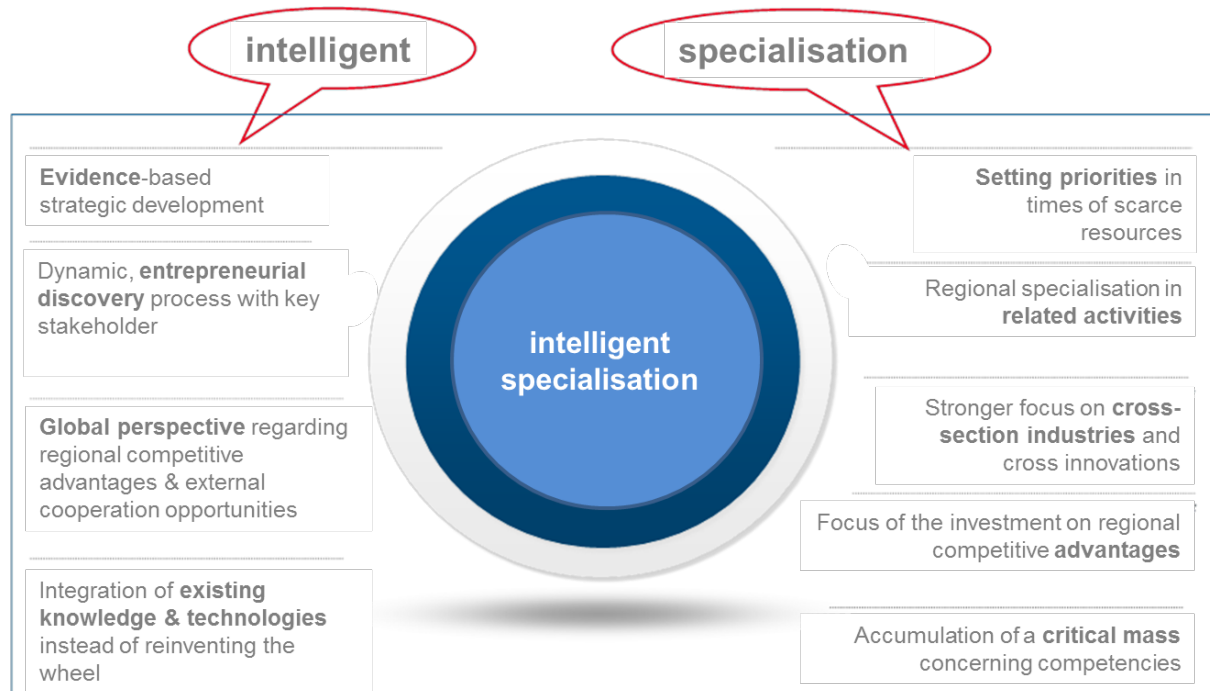 intelligent
specialisation
Evidence-based
strategic development
Dynamic, entrepreneurial
discovery process with key
stakeholder
Global perspective regarding
regional competitive
advantages & external
cooperation opportunities
Integration of existing
knowledge & technologies
instead of reinventing the
wheel
intelligent
specialisation
Setting priorities in
times of scarce
resources
Regional specialisation in
related activities
Stronger focus on cross-
section industries and
cross innovations
Focus of the investment on regional
competitive advantages
Accumulation of a critical mass
concerning competencies